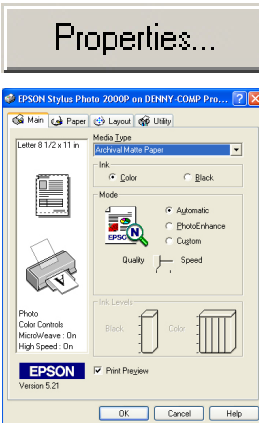 Properties...
EPSON Stylus Photo 2000P on DENNY-COMP Pro...
Main Paper Layout Utility
Letter 8 1/2 x 11 in
Media Type
Archival Matte Paper
Ink
Color Black
Mode
EPSON
Automatic
PhotoEnhance
Custom
Quality Speed
Photo
Color Controls
MicroWeave : On
High Speed : On
Ink Levels
Black Color
EPSON
Version 5.21
Print Preview
OK Cancel Help